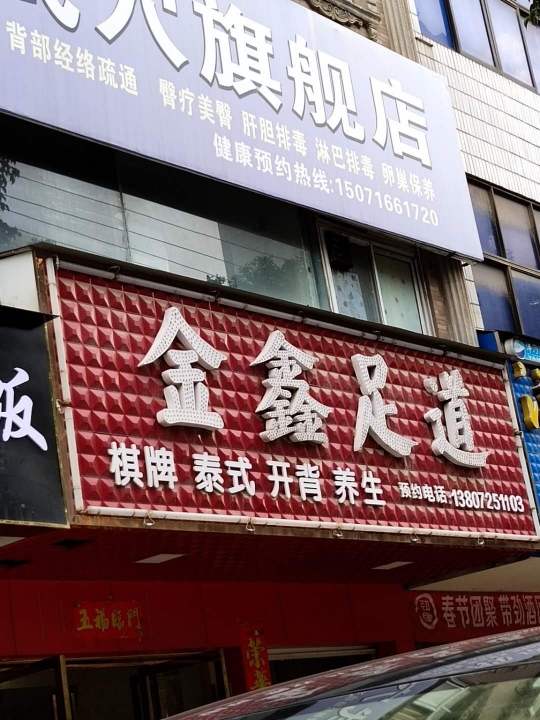 旗舰店
背部经络疏通 臀疗美臀 肝胆排毒 淋巴排毒 卵巢保养
健康预约热线:15071661720
金鑫足道
棋牌 泰式 开背 养生 预约电话:13807251103
饭
五福临門
春节团聚 带劲酒